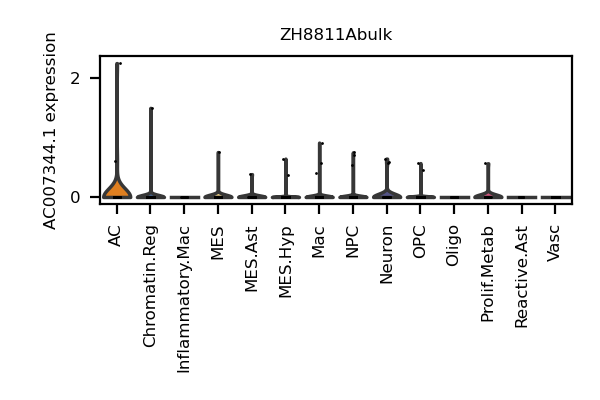 ZH8811Abulk
AC007344.1 expression
2
0
AC
Chromatin.Reg
Inflammatory.Mac
MES
MES.Ast
MES.Hyp
Mac
NPC
Neuron
OPC
Oligo
Prolif.Metab
Reactive.Ast
Vasc